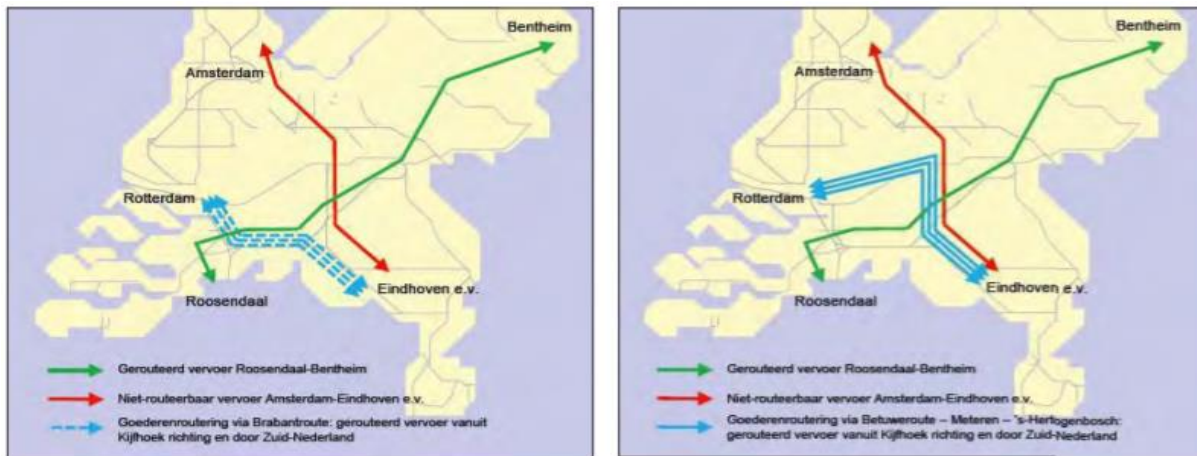 Bentheim
Amsterdam
Rotterdam
Roosendaal
Eindhoven e.v.
Gerouteerd vervoer Roosendaal-Bentheim
Niet-routeerbaar vervoer Amsterdam-Eindhoven e.v.
Goederenroutering via Brabantroute: gerouteerd vervoer vanuit
Kijfhoek richting en door Zuid-Nederland
Bentheim
Amsterdam
Rotterdam
Roosendaal
Eindhoven e.v.
Gerouteerd vervoer Roosendaal-Bentheim
Niet-routeerbaar vervoer Amsterdam-Eindhoven e.v.
Goederenroutering via Betuweroute – Meteren – 's-Hertogenbosch:
gerouteerd vervoer vanuit Kijfhoek richting en door Zuid-Nederland